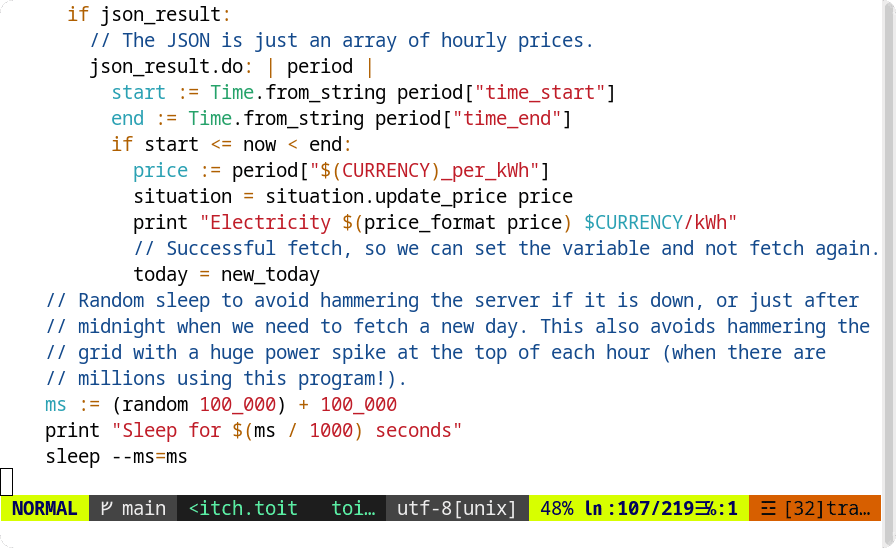 if json_result:
// The JSON is just an array of hourly prices.
json_result.do: | period |
start := Time.from_string period["time_start"]
end := Time.from_string period["time_end"]
if start <= now < end:
price := period["$(CURRENCY)_per_kWh"]
situation = situation.update_price price
print "Electricity $(price_format price) $CURRENCY/kWh"
// Successful fetch, so we can set the variable and not fetch again.
today = new_today
// Random sleep to avoid hammering the server if it is down, or just after
// midnight when we need to fetch a new day. This also avoids hammering the
// grid with a huge power spike at the top of each hour (when there are
// millions using this program!).
ms := (random 100_000) + 100_000
print "Sleep for $(ms / 1000) seconds"
sleep --ms=ms
NORMAL main <itch.toit toi… utf-8[unix] 48% ln:107/219☰℅:1 ☲ [32]tra…